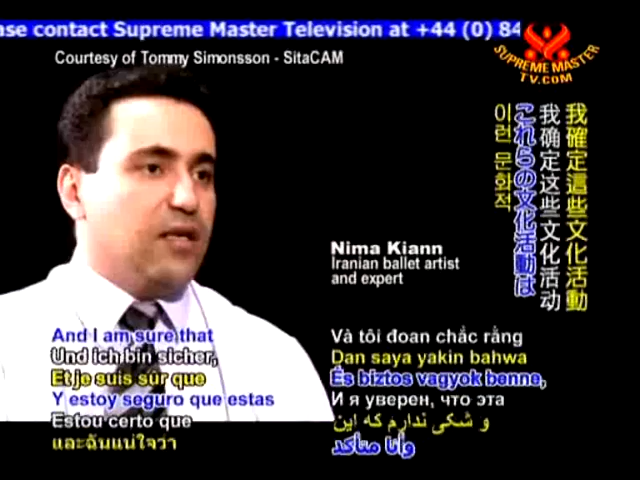 ase contact Supreme Master Television at +44 (0) 84
SUPREME MASTER
TV.COM
Courtesy of Tommy Simonsson - SitaCAM
我確定這些文化活動
我确定这些文化活动
これらの文化活動は
이런 문화적
Nima Kiann
Iranian ballet artist
and expert
And I am sure that
Und ich bin sicher,
Et je suis sûr que
Y estoy seguro que estas
Estou certo que
และฉันแน่ใจว่า
Và tôi đoan chắc rằng
Dan saya yakin bahwa
És biztos vagyok benne,
И я уверен, что эта
و شکی ندارم که این
وأنا متأكد